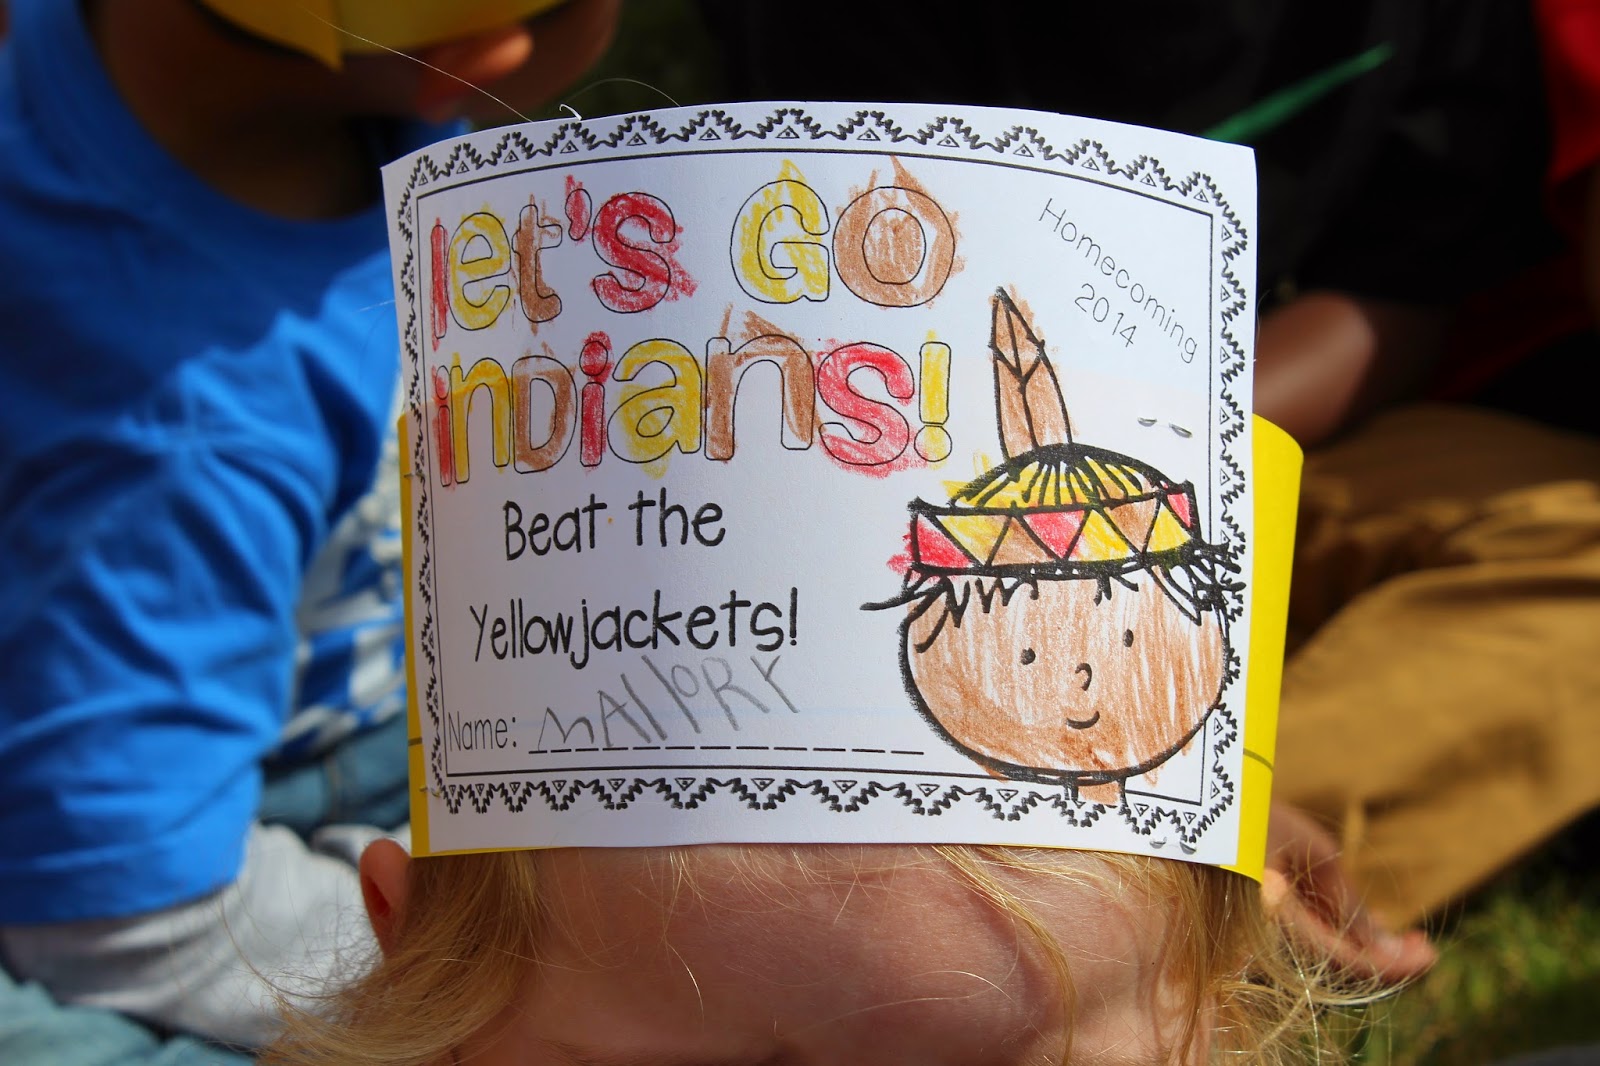 Let's GO
indians!
Homecoming
2014
Beat the
Yellowjackets!
Name: MAllORY